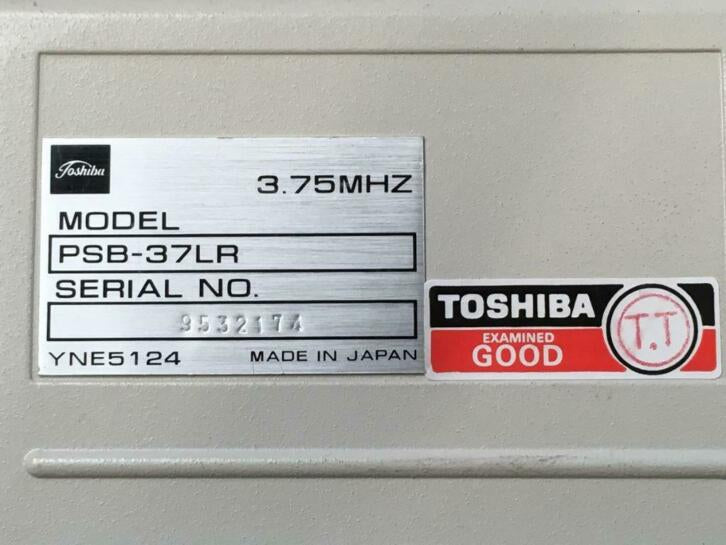 Toshiba
3.75MHZ
MODEL
PSB-37LR
SERIAL NO.
9532174
YNE5124 MADE IN JAPAN
TOSHIBA
EXAMINED
GOOD
T.T